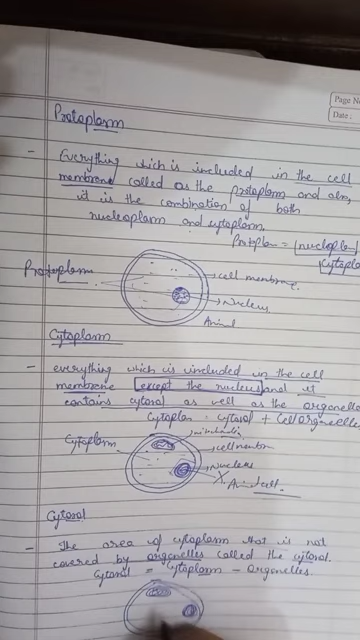 Page No
Date:
Protoplasm
- Everything which is included in the cell
membrane called as the protoplasm and also,
it is the combination of both
nucleoplasm and cytoplasm.
Protoplasm = nucleoplasm
Cytopla
Protoplasm
cell membrane.
Nucleus
Animal
Cytoplasm
- everything which is included in the cell
membrane except the nucleus and it
contains cytosol as well as the organelles
Cytoplasm = cytosol + Cell Organelles
Cytoplasm
cell membran
Nucleus
X
Animal cell.
Cytosol
- The area of cytoplasm that is not
covered by organelles called the cytosol.
Cytosol = Cytoplasm - Organelles.